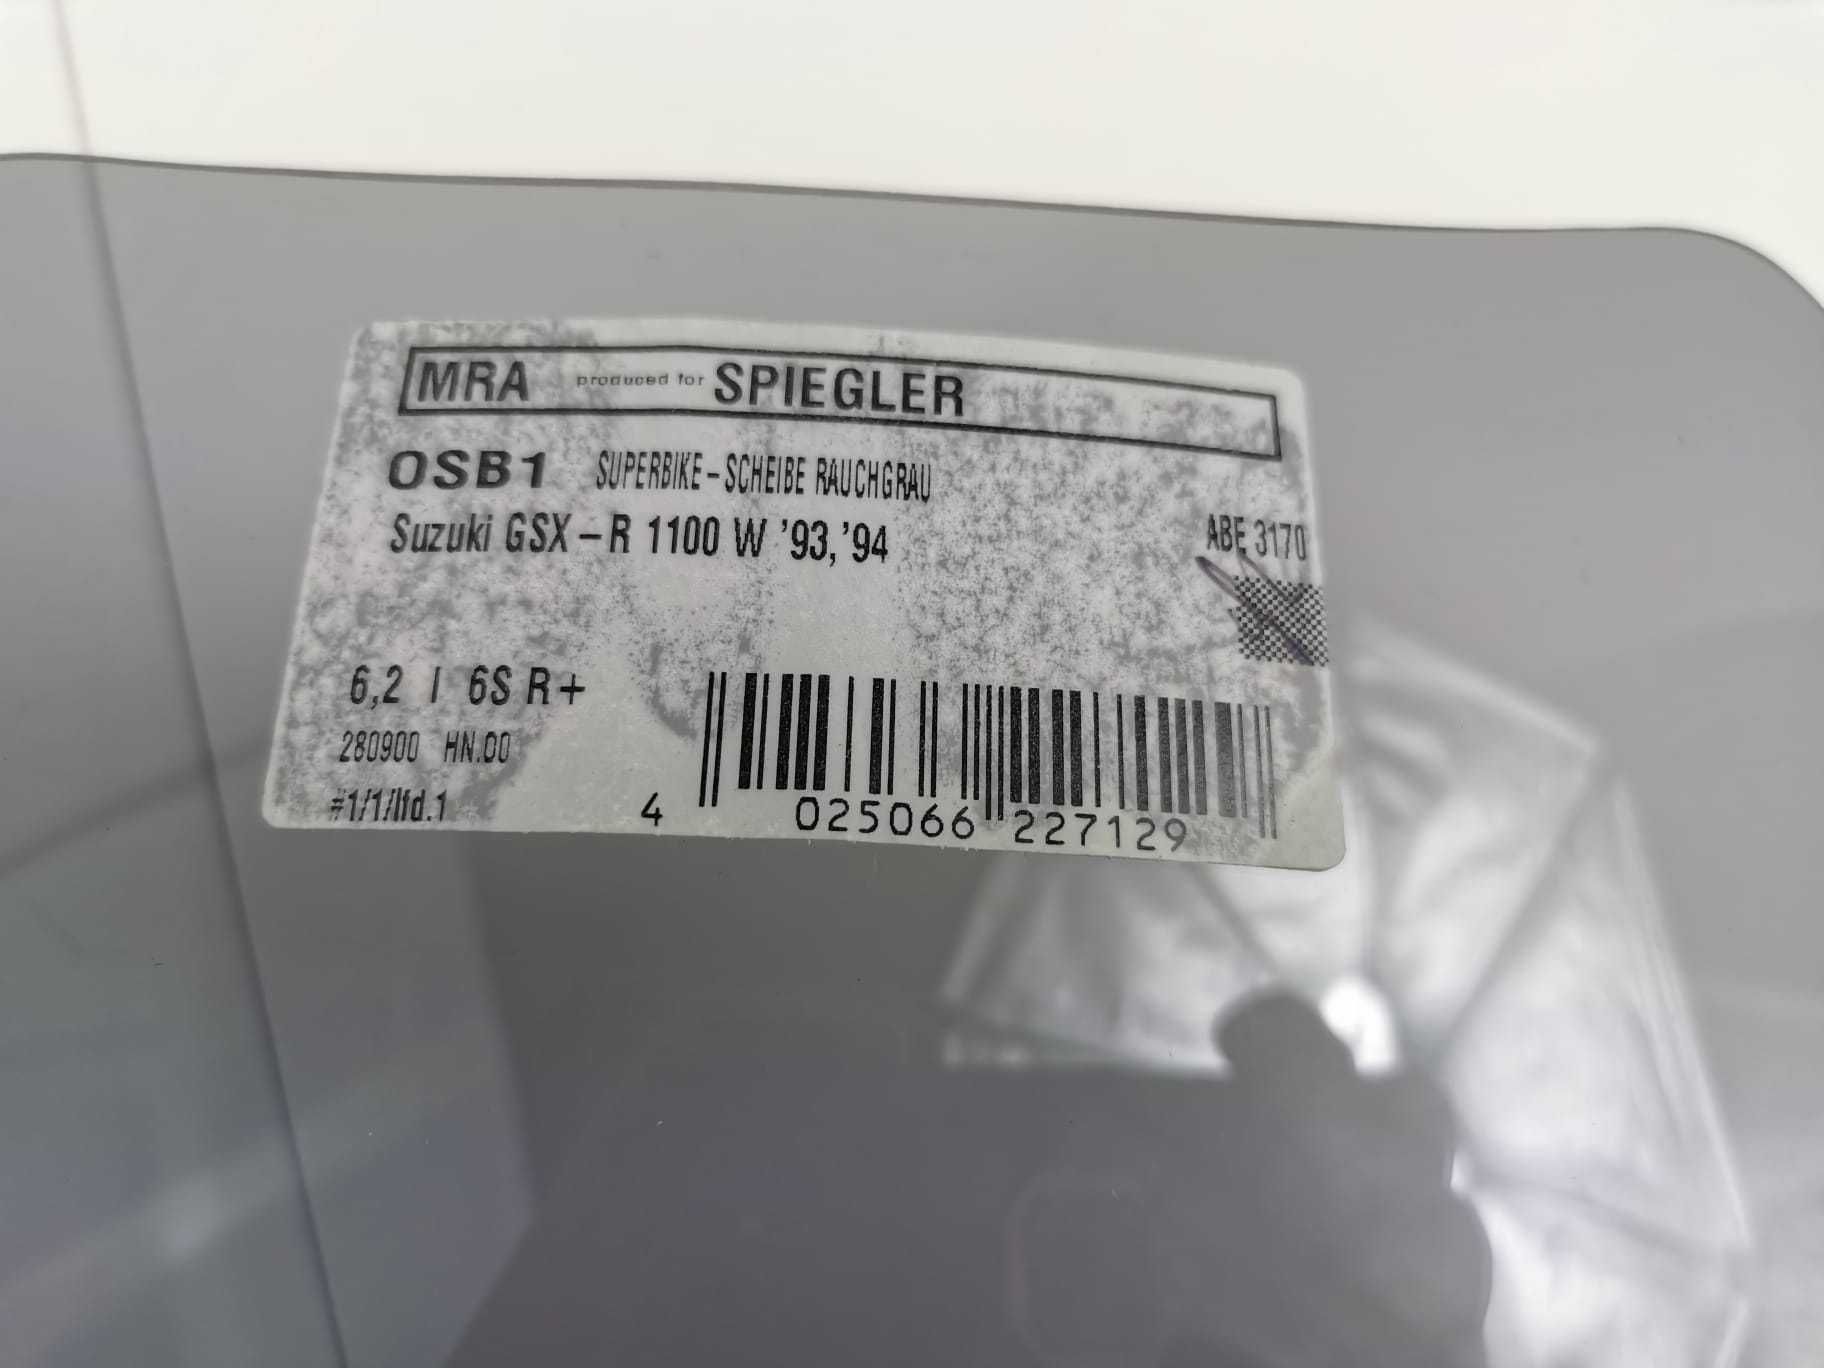 MRA produced for SPIEGLER
OSB1 SUPERBIKE-SCHEIBE RAUCHGRAU
Suzuki GSX-R 1100 W '93,'94
ABE 3170
6,2 I 6S R+
280900 HN.00
#1/1/lfd.1
4 025066 227129